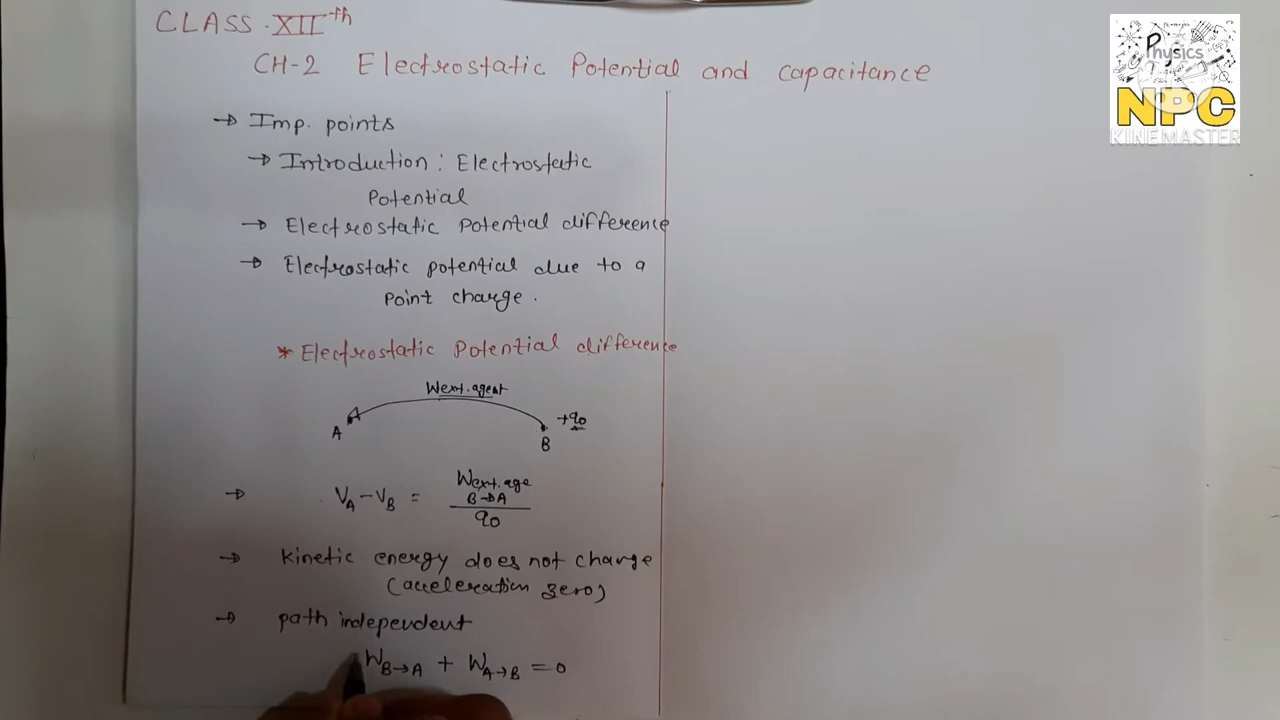 CLASS.XIIth
CH-2 Electrostatic Potential and capacitance
Physics
NPC
KINEMASTER
→ Imp. points
→ Introduction : Electrostatic
Potential
→ Electrostatic Potential difference
→ Electrostatic potential due to a
Point charge.
* Electrostatic Potential difference
Wext.agent
A
B
+q0
→ VA - VB = Wext.age B→A / q0
→ kinetic energy does not charge
(acceleration zero)
→ path independent
WB→A + WA→B = 0